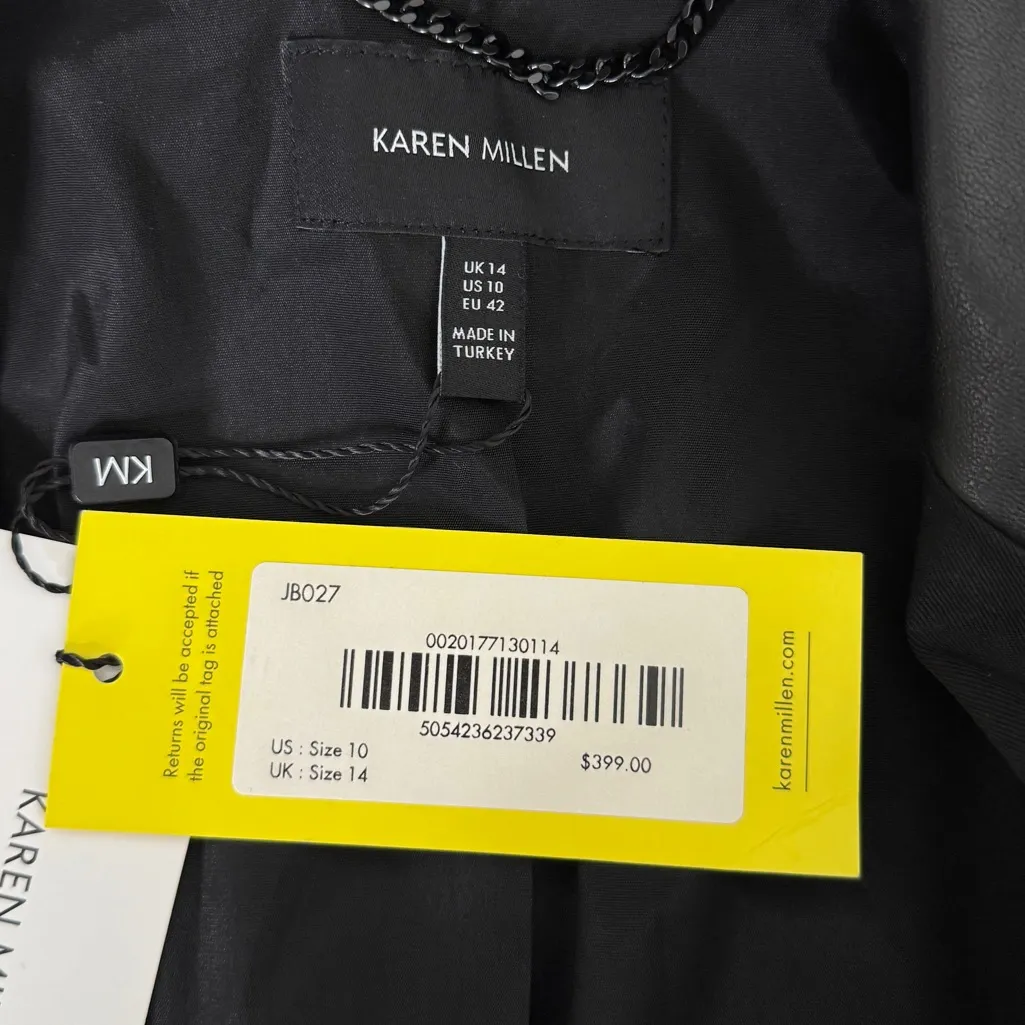 KAREN MILLEN
UK 14
US 10
EU 42
MADE IN
TURKEY
KM
Returns will be accepted if
the original tag is attached
JB027
0020177130114
5054236237339
US : Size 10
UK : Size 14
$399.00
karenmillen.com
KAREN